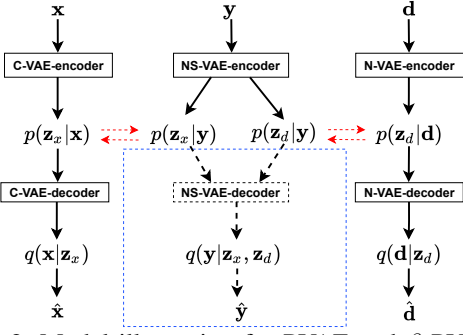 x y d
C-VAE-encoder NS-VAE-encoder N-VAE-encoder
p(z_x|x) p(z_x|y) p(z_d|y) p(z_d|d)
C-VAE-decoder NS-VAE-decoder N-VAE-decoder
q(x|z_x) q(y|z_x, z_d) q(d|z_d)
x̂ ŷ d̂